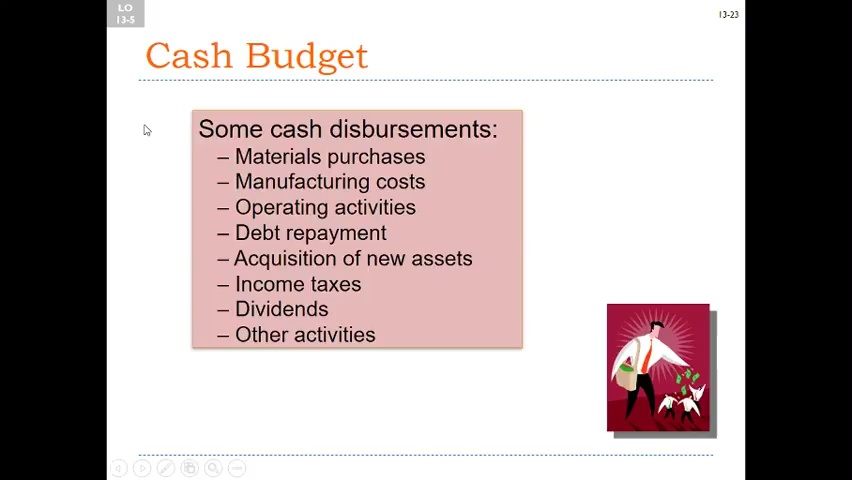 LO
13-5
13-23
Cash Budget
Some cash disbursements:
– Materials purchases
– Manufacturing costs
– Operating activities
– Debt repayment
– Acquisition of new assets
– Income taxes
– Dividends
– Other activities